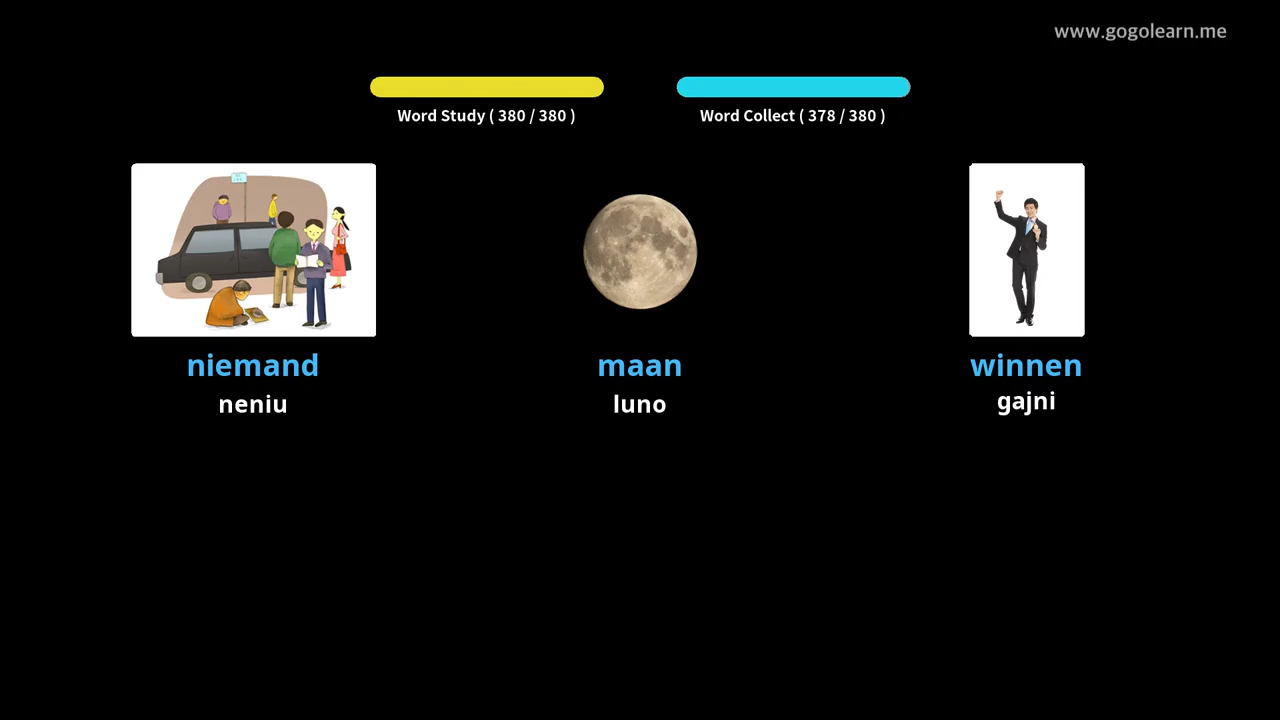 www.gogolearn.me
Word Study ( 380 / 380 )
Word Collect ( 378 / 380 )
niemand
neniu
maan
luno
winnen
gajni